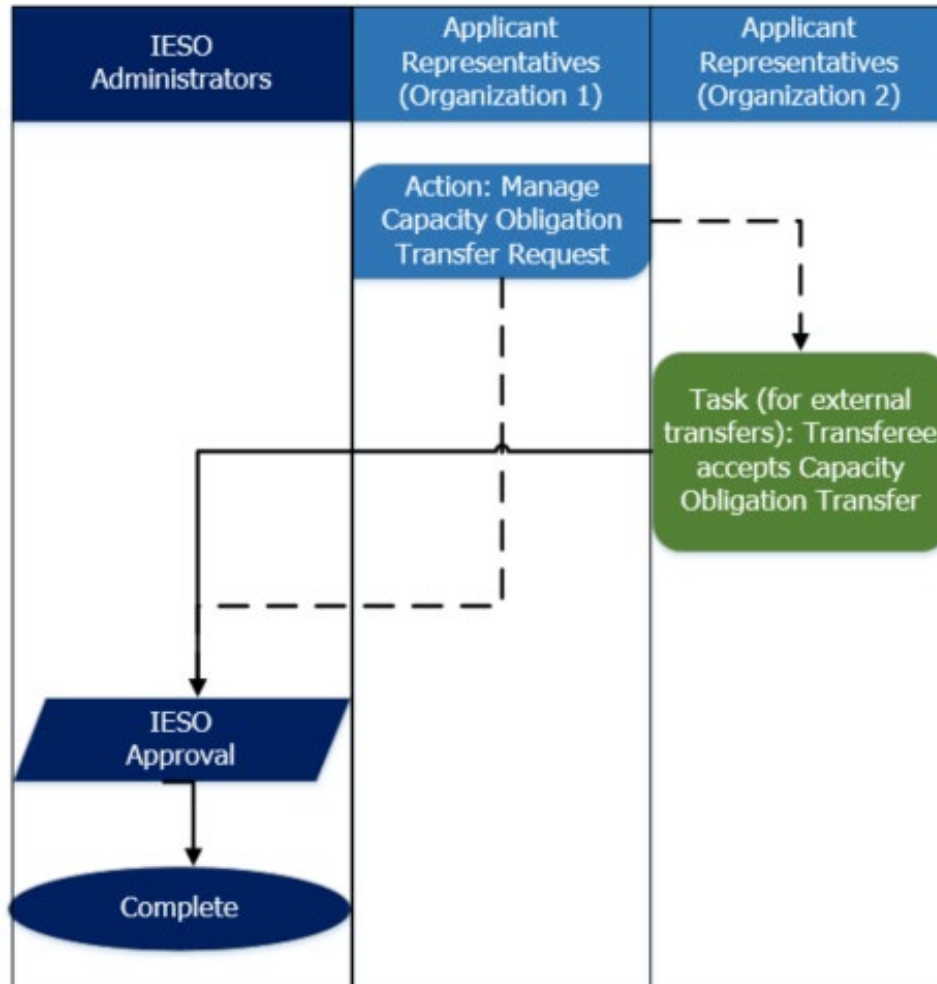 IESO
Administrators
Applicant
Representatives
(Organization 1)
Applicant
Representatives
(Organization 2)
Action: Manage
Capacity Obligation
Transfer Request
Task (for external
transfers): Transferee
accepts Capacity
Obligation Transfer
IESO
Approval
Complete